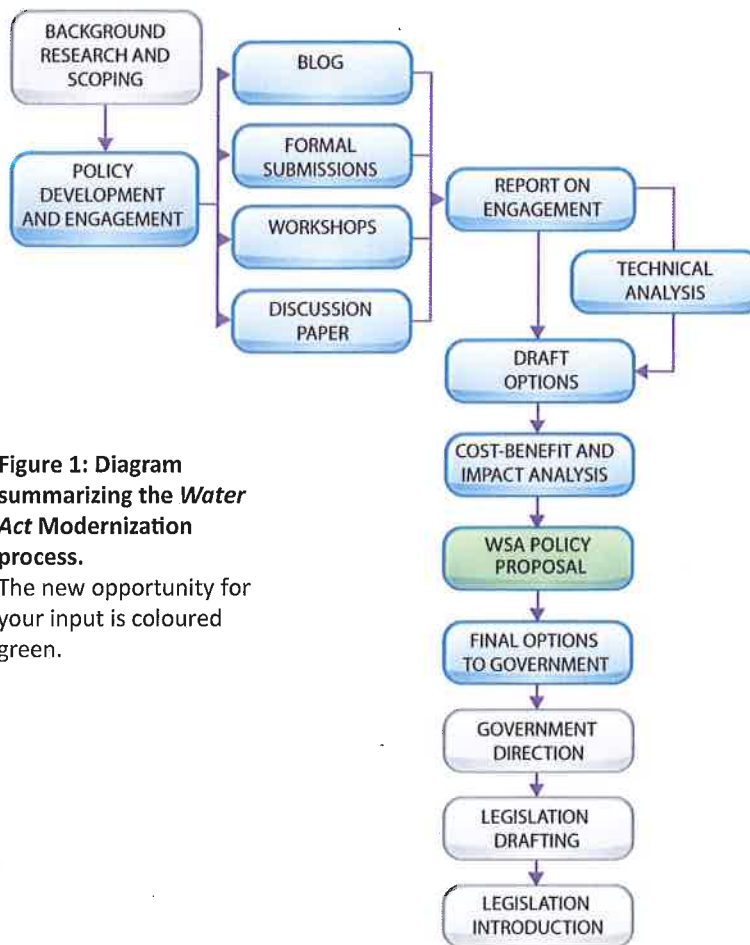 BACKGROUND
RESEARCH AND
SCOPING
POLICY
DEVELOPMENT
AND ENGAGEMENT
BLOG
FORMAL
SUBMISSIONS
WORKSHOPS
DISCUSSION
PAPER
REPORT ON
ENGAGEMENT
TECHNICAL
ANALYSIS
DRAFT
OPTIONS
COST-BENEFIT AND
IMPACT ANALYSIS
WSA POLICY
PROPOSAL
FINAL OPTIONS
TO GOVERNMENT
GOVERNMENT
DIRECTION
LEGISLATION
DRAFTING
LEGISLATION
INTRODUCTION
Figure 1: Diagram
summarizing the Water
Act Modernization
process.
The new opportunity for
your input is coloured
green.